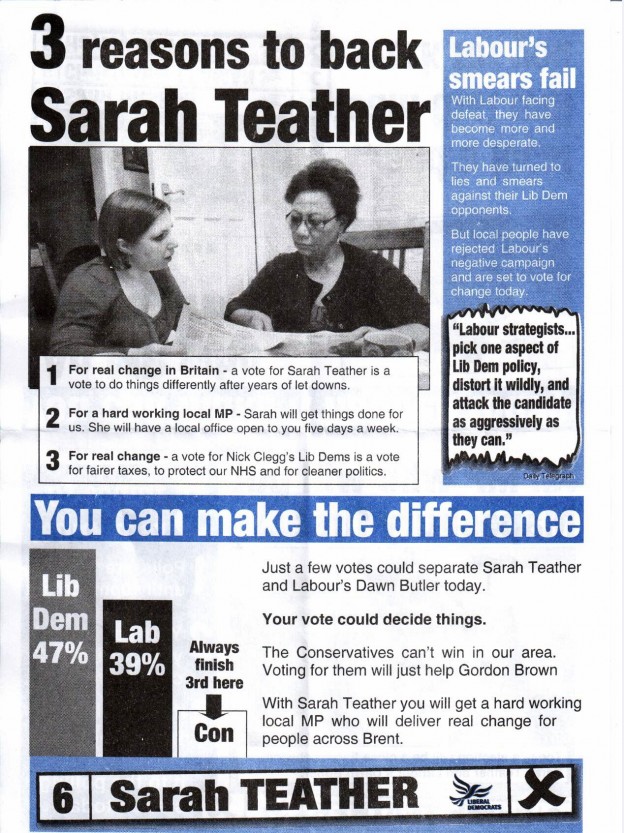 3 reasons to back
Sarah Teather
1 For real change in Britain - a vote for Sarah Teather is a
vote to do things differently after years of let downs.
2 For a hard working local MP - Sarah will get things done for
us. She will have a local office open to you five days a week.
3 For real change - a vote for Nick Clegg's Lib Dems is a vote
for fairer taxes, to protect our NHS and for cleaner politics.
Labour's
smears fail
With Labour facing
defeat, they have
become more and
more desperate.
They have turned to
lies and smears
against their Lib Dem
opponents.
But local people have
rejected Labour's
negative campaign
and are set to vote for
change today.
"Labour strategists...
pick one aspect of
Lib Dem policy,
distort it wildly, and
attack the candidate
as aggressively as
they can."
Daily Telegraph
You can make the difference
Lib
Dem
47%
Lab
39%
Always
finish
3rd here
Con
Just a few votes could separate Sarah Teather
and Labour's Dawn Butler today.
Your vote could decide things.
The Conservatives can't win in our area.
Voting for them will just help Gordon Brown
With Sarah Teather you will get a hard working
local MP who will deliver real change for
people across Brent.
6 Sarah TEATHER
LIBERAL
DEMOCRATS